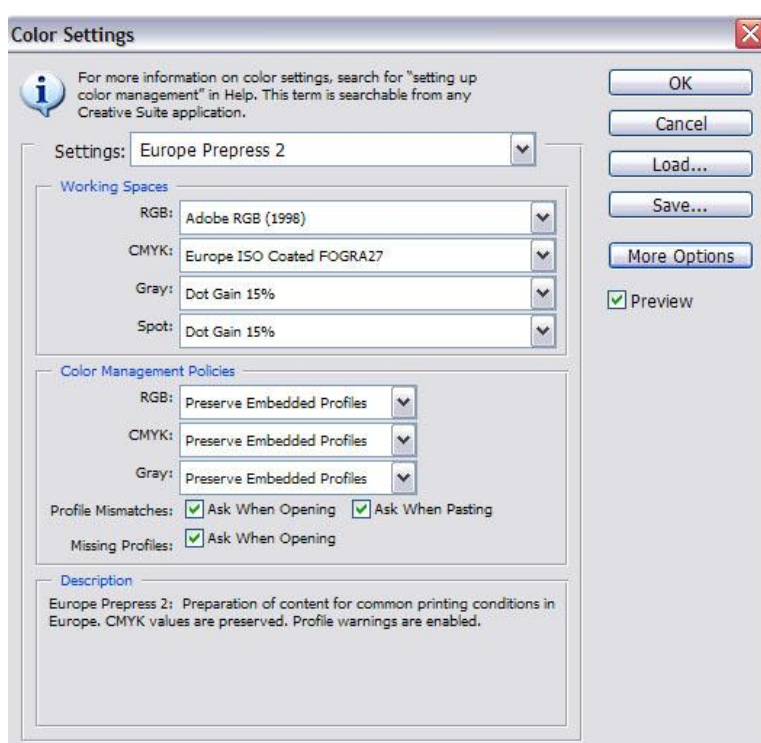 Color Settings
For more information on color settings, search for "setting up
color management" in Help. This term is searchable from any
Creative Suite application.
Settings: Europe Prepress 2
Working Spaces
RGB: Adobe RGB (1998)
CMYK: Europe ISO Coated FOGRA27
Gray: Dot Gain 15%
Spot: Dot Gain 15%
Color Management Policies
RGB: Preserve Embedded Profiles
CMYK: Preserve Embedded Profiles
Gray: Preserve Embedded Profiles
Profile Mismatches: Ask When Opening Ask When Pasting
Missing Profiles: Ask When Opening
Description
Europe Prepress 2: Preparation of content for common printing conditions in
Europe. CMYK values are preserved. Profile warnings are enabled.
OK
Cancel
Load...
Save...
More Options
Preview